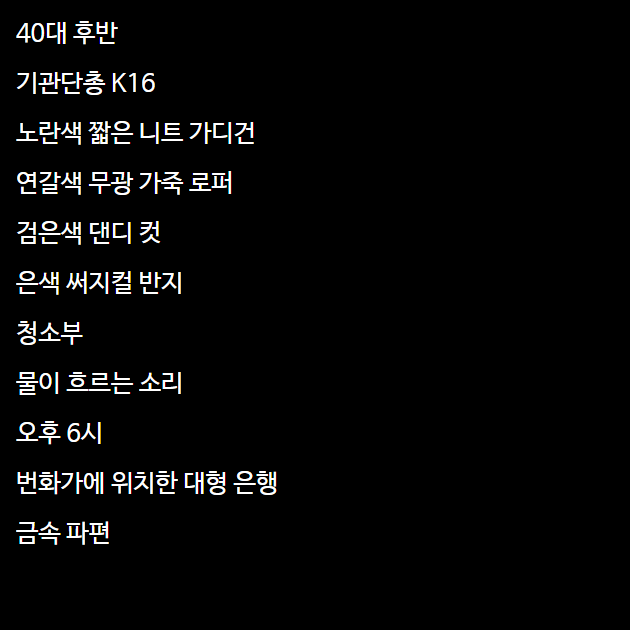 40대 후반
기관단총 K16
노란색 짧은 니트 가디건
연갈색 무광 가죽 로퍼
검은색 댄디 컷
은색 써지컬 반지
청소부
물이 흐르는 소리
오후 6시
번화가에 위치한 대형 은행
금속 파편